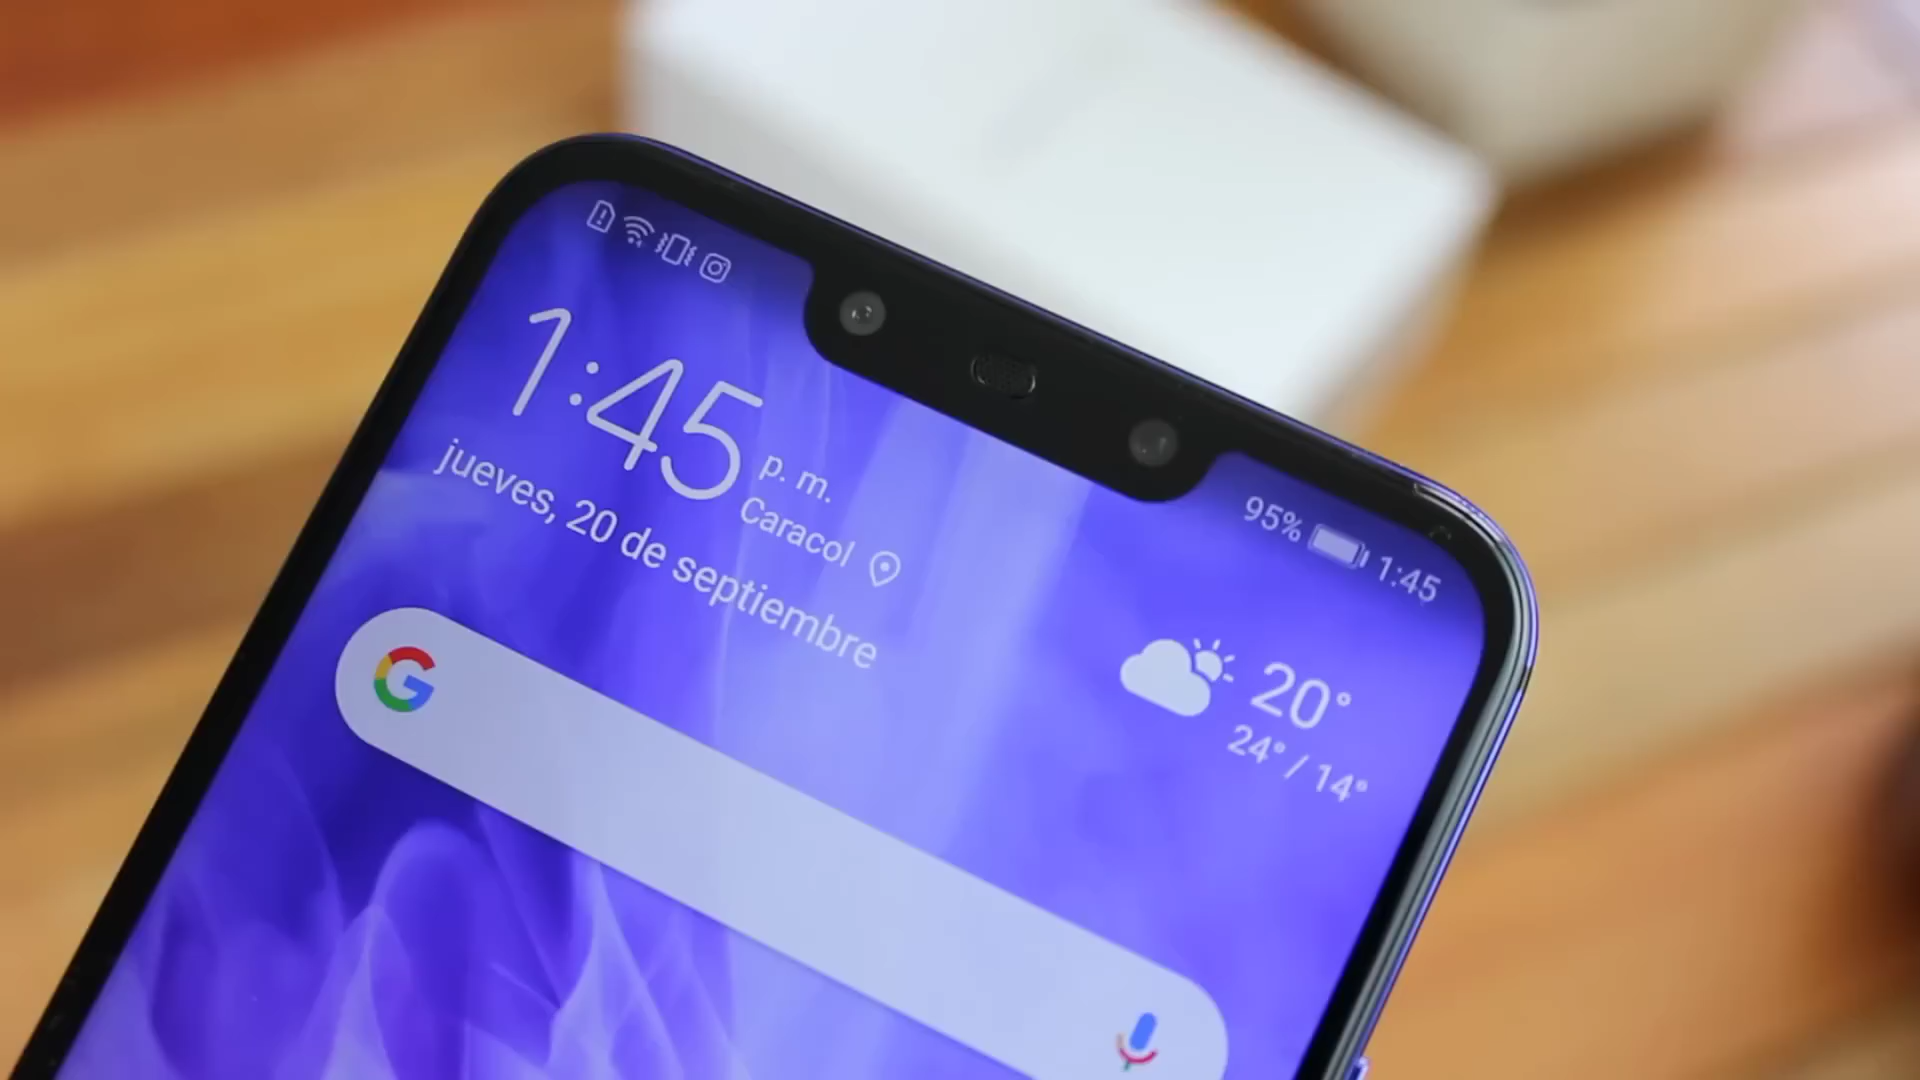 95% 1:45
1:45 p. m.
Caracol
jueves, 20 de septiembre
20°
24° / 14°
G